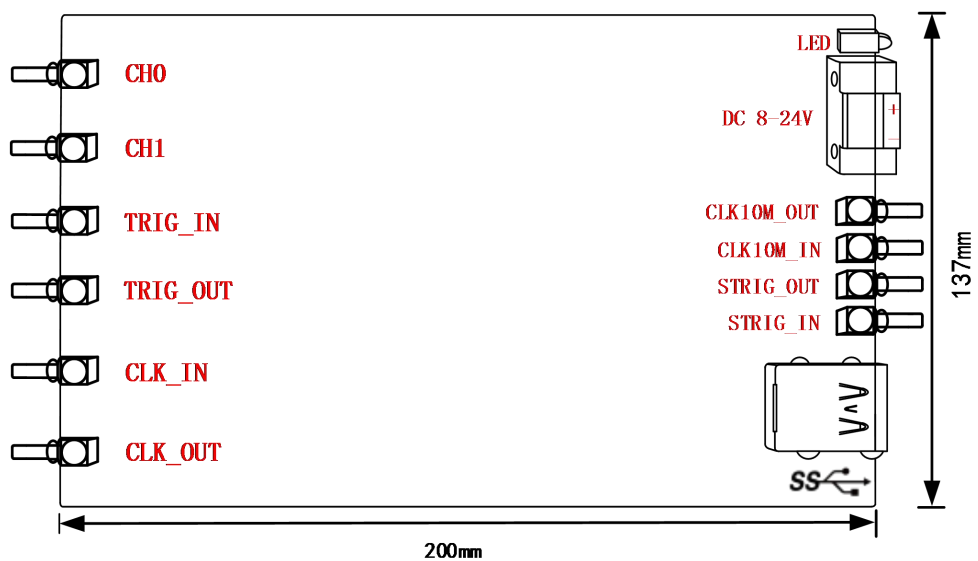 LED
CH0
DC 8-24V
+
-
CH1
CLK10M_OUT
TRIG_IN
CLK10M_IN
TRIG_OUT
STRIG_OUT
STRIG_IN
137mm
CLK_IN
CLK_OUT
SS
200mm